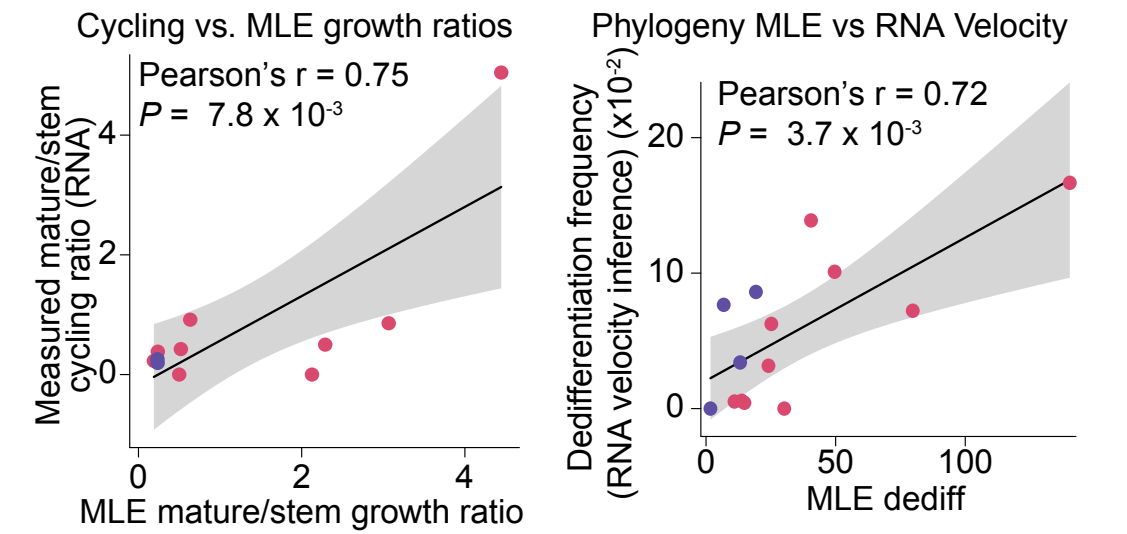 Cycling vs. MLE growth ratios
Pearson's r = 0.75
P = 7.8 x 10-3
Measured mature/stem
cycling ratio (RNA)
4
2
0
0
2
4
MLE mature/stem growth ratio
Phylogeny MLE vs RNA Velocity
Pearson's r = 0.72
P = 3.7 x 10-3
Dedifferentiation frequency
(RNA velocity inference) (x10-2)
20
10
0
0
50
100
MLE dediff